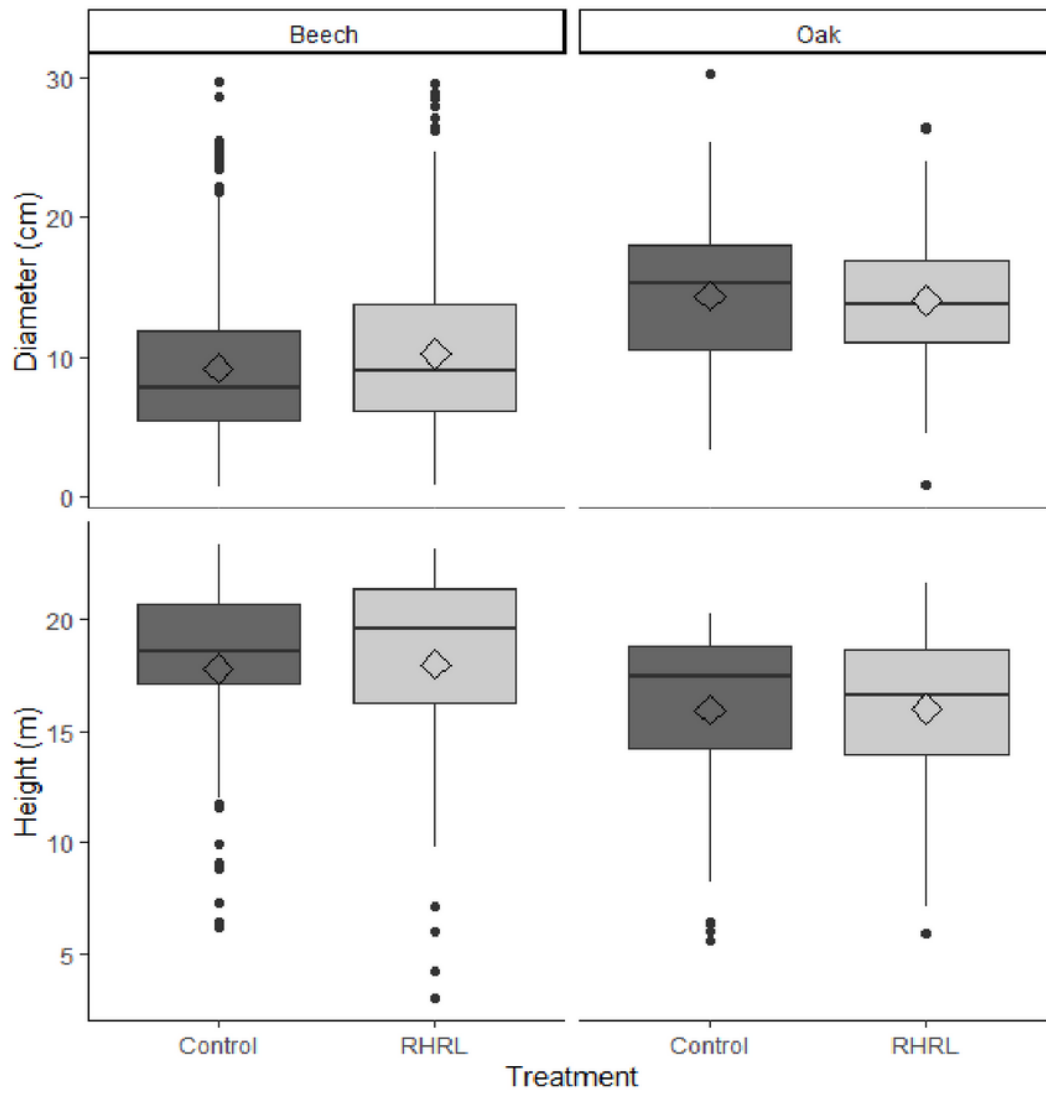 Beech
Oak
Diameter (cm)
30
20
10
0
Height (m)
20
15
10
5
Control
RHRL
Control
RHRL
Treatment